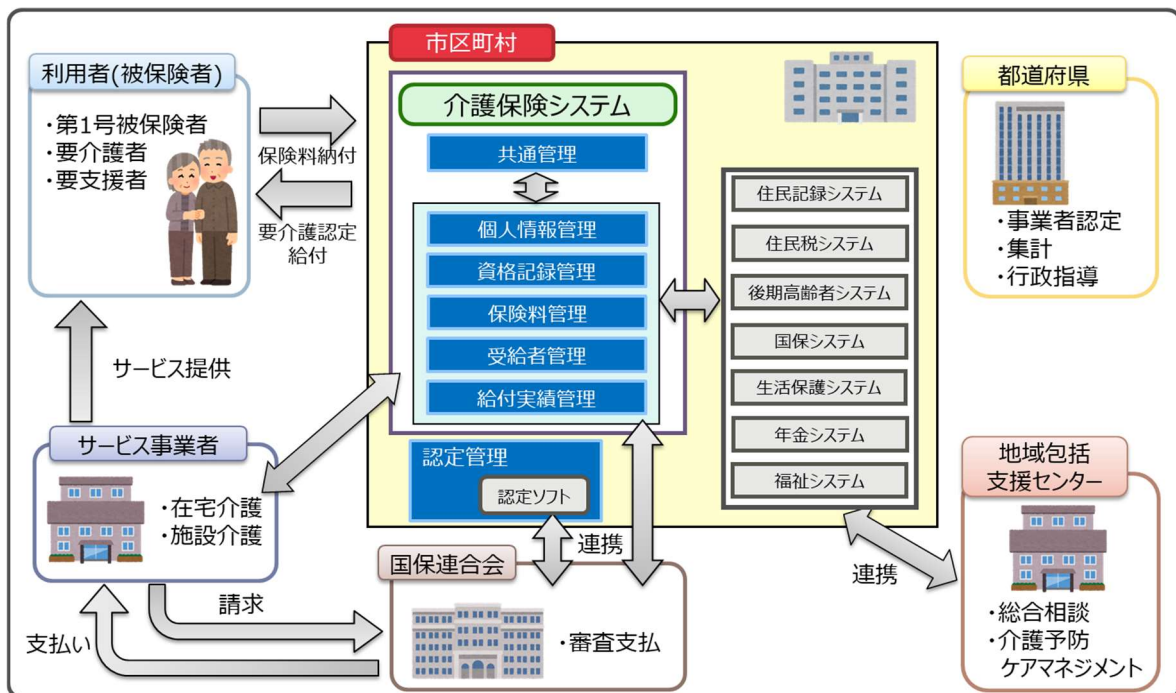 市区町村
利用者(被保険者)
・第1号被保険者
・要介護者
・要支援者
保険料納付
要介護認定
給付
介護保険システム
共通管理
個人情報管理
資格記録管理
保険料管理
受給者管理
給付実績管理
認定管理
認定ソフト
住民記録システム
住民税システム
後期高齢者システム
国保システム
生活保護システム
年金システム
福祉システム
都道府県
・事業者認定
・集計
・行政指導
サービス提供
サービス事業者
・在宅介護
・施設介護
請求
支払い
連携
国保連合会
・審査支払
連携
地域包括
支援センター
・総合相談
・介護予防
ケアマネジメント